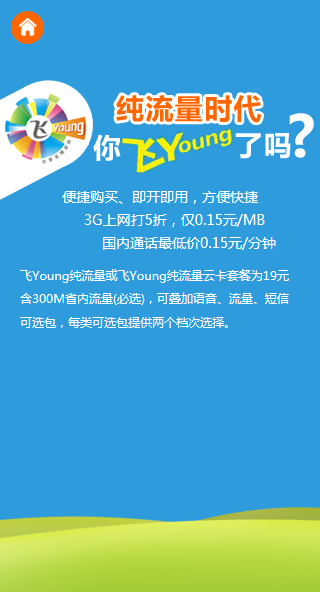 纯流量时代
飞Young
你飞Young了吗?
便捷购买、即开即用，方便快捷
3G上网打5折，仅0.15元/MB
国内通话最低价0.15元/分钟
飞Young纯流量或飞Young纯流量云卡套餐为19元
含300M省内流量(必选)，可叠加语音、流量、短信
可选包，每类可选包提供两个档次选择。